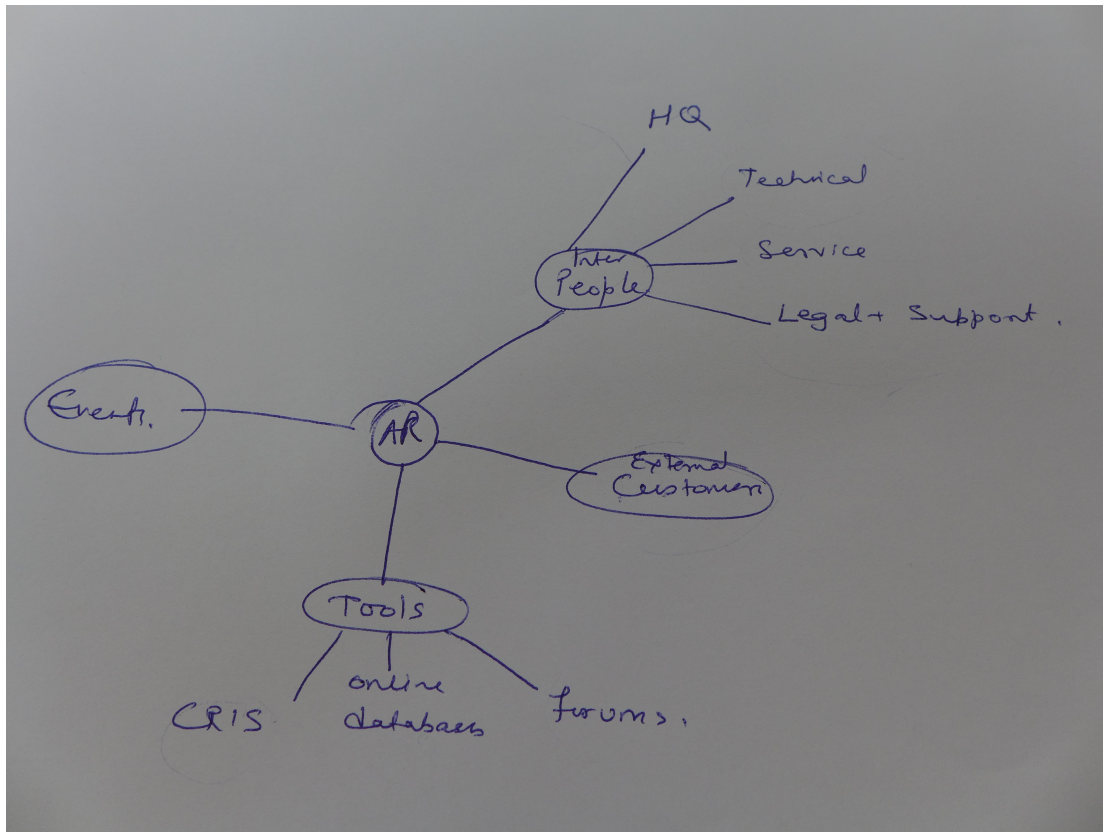 HQ
Technical
Service
Legal + Support.
Inter
People
Events.
AR
External
Customers
Tools
CRIS
online
databases
forums.